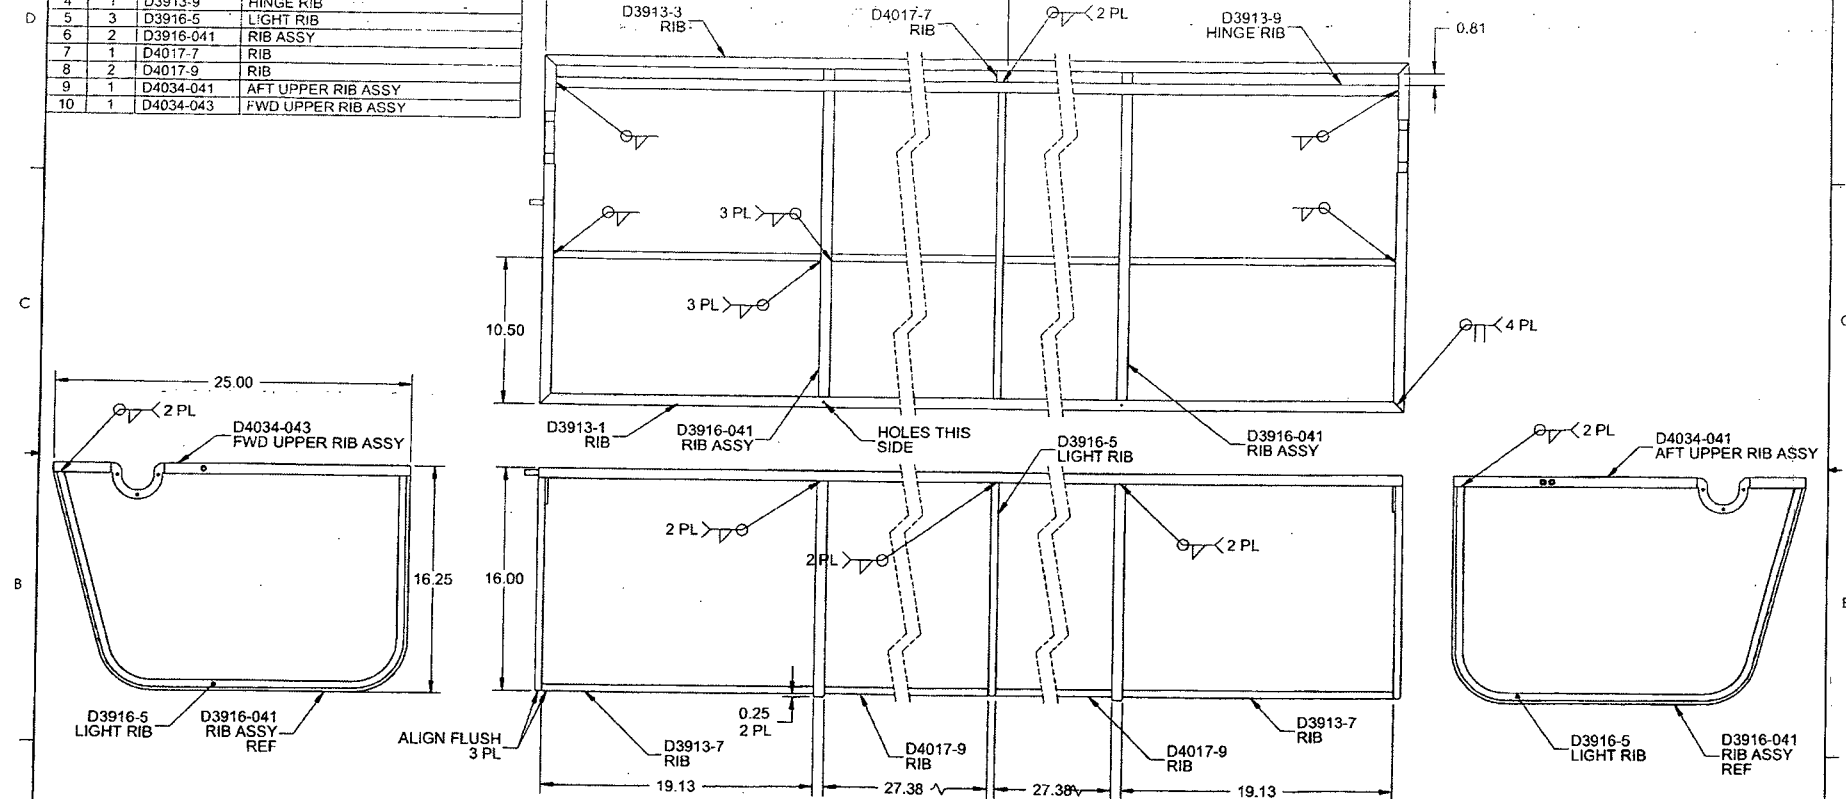 D
4 1 D3913-9 HINGE RIB
5 3 D3916-5 LIGHT RIB
6 2 D3916-041 RIB ASSY
7 1 D4017-7 RIB
8 2 D4017-9 RIB
9 1 D4034-041 AFT UPPER RIB ASSY
10 1 D4034-043 FWD UPPER RIB ASSY
D3913-3
RIB
D4017-7
RIB
2 PL
D3913-9
HINGE RIB
0.81
3 PL
3 PL
C
10.50
4 PL
25.00
2 PL
D4034-043
FWD UPPER RIB ASSY
D3913-1
RIB
D3916-041
RIB ASSY
HOLES THIS
SIDE
D3916-5
LIGHT RIB
D3916-041
RIB ASSY
2 PL
D4034-041
AFT UPPER RIB ASSY
2 PL
2 PL
2 PL
B
16.25
16.00
D3916-5
LIGHT RIB
D3916-041
RIB ASSY
REF
ALIGN FLUSH
3 PL
D3913-7
RIB
0.25
2 PL
D4017-9
RIB
D4017-9
RIB
D3913-7
RIB
D3916-5
LIGHT RIB
D3916-041
RIB ASSY
REF
19.13
27.38
27.38
19.13